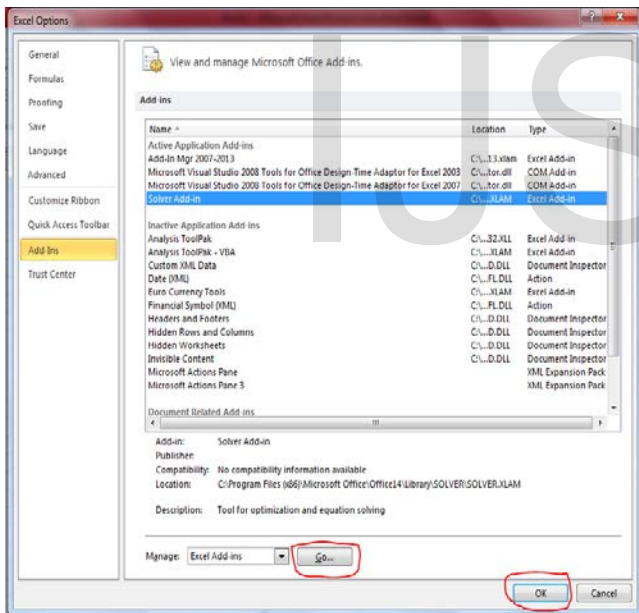 Excel Options
General
Formulas
Proofing
Save
Language
Advanced
Customize Ribbon
Quick Access Toolbar
Add-Ins
Trust Center
View and manage Microsoft Office Add-ins.
Add-ins
Name Location Type
Active Application Add-ins
Add-In Mgr 2007-2013 C:\...13.xlam Excel Add-in
Microsoft Visual Studio 2008 Tools for Office Design-Time Adaptor for Excel 2003 C:\...tor.dll COM Add-in
Microsoft Visual Studio 2008 Tools for Office Design-Time Adaptor for Excel 2007 C:\...tor.dll COM Add-in
Solver Add-in C:\...XLAM Excel Add-in
Inactive Application Add-ins
Analysis ToolPak C:\...32.XLL Excel Add-in
Analysis ToolPak - VBA C:\...XLAM Excel Add-in
Custom XML Data C:\...D.DLL Document Inspector
Date (XML) C:\...FL.DLL Action
Euro Currency Tools C:\...XLAM Excel Add-in
Financial Symbol (XML) C:\...FL.DLL Action
Headers and Footers C:\...D.DLL Document Inspector
Hidden Rows and Columns C:\...D.DLL Document Inspector
Hidden Worksheets C:\...D.DLL Document Inspector
Invisible Content C:\...D.DLL Document Inspector
Microsoft Actions Pane XML Expansion Pack
Microsoft Actions Pane 3 XML Expansion Pack
Document Related Add-ins
Add-in: Solver Add-in
Publisher:
Compatibility: No compatibility information available
Location: C:\Program Files (x86)\Microsoft Office\Office14\Library\SOLVER\SOLVER.XLAM
Description: Tool for optimization and equation solving
Manage: Excel Add-ins Go...
OK Cancel